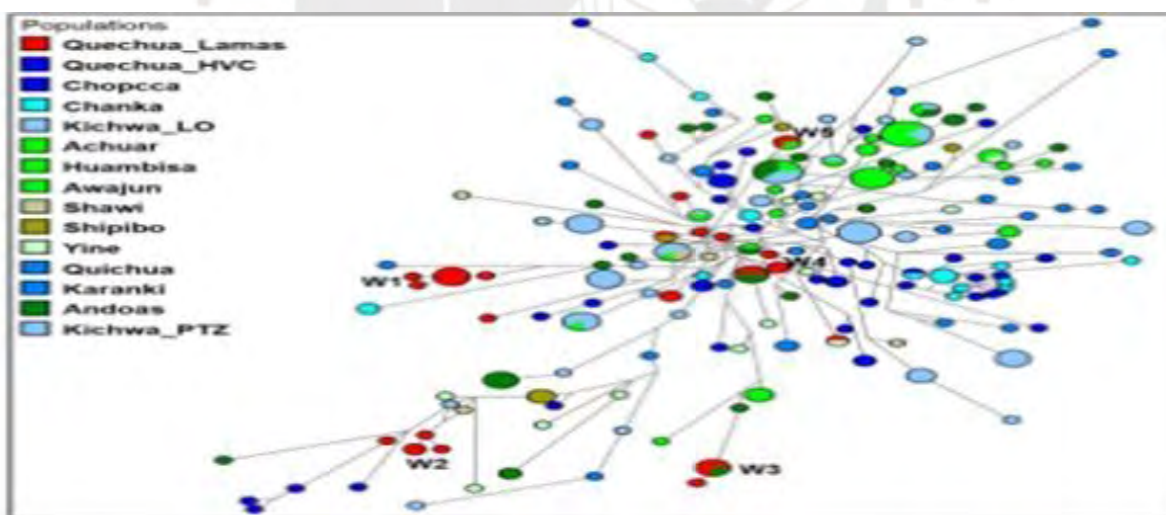 Populations
Quechua_Lamas
Quechua_HVC
Chopcca
Chanka
Kichwa_LO
Achuar
Huambisa
Awajun
Shawi
Shipibo
Yine
Quichua
Karanki
Andoas
Kichwa_PTZ
W5
W4
W1
W2
W3